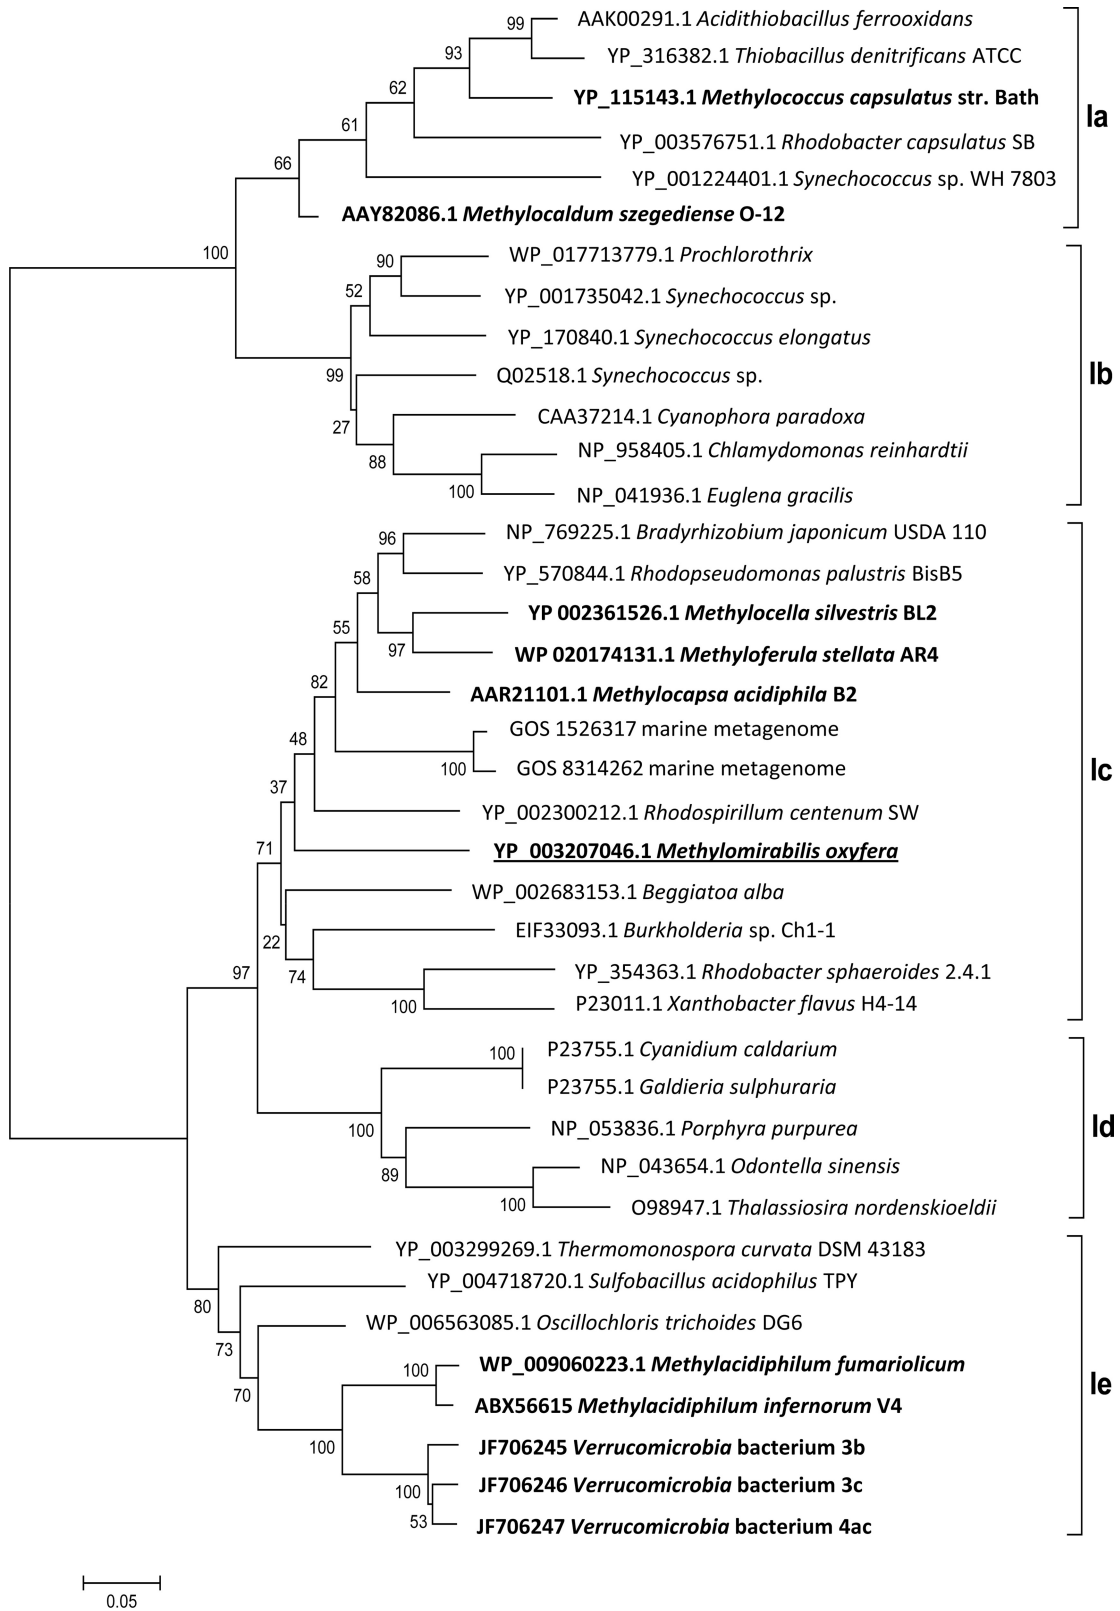 99
AAK00291.1 Acidithiobacillus ferrooxidans
93
YP_316382.1 Thiobacillus denitrificans ATCC
62
YP_115143.1 Methylococcus capsulatus str. Bath
Ia
61
YP_003576751.1 Rhodobacter capsulatus SB
66
YP_001224401.1 Synechococcus sp. WH 7803
AAY82086.1 Methylocaldum szegediense O-12
100
WP_017713779.1 Prochlorothrix
90
52
YP_001735042.1 Synechococcus sp.
YP_170840.1 Synechococcus elongatus
99
Q02518.1 Synechococcus sp.
Ib
27
CAA37214.1 Cyanophora paradoxa
88
NP_958405.1 Chlamydomonas reinhardtii
100
NP_041936.1 Euglena gracilis
96
NP_769225.1 Bradyrhizobium japonicum USDA 110
58
YP_570844.1 Rhodopseudomonas palustris BisB5
YP 002361526.1 Methylocella silvestris BL2
55
97
WP 020174131.1 Methyloferula stellata AR4
82
AAR21101.1 Methylocapsa acidiphila B2
48
GOS 1526317 marine metagenome
100
GOS 8314262 marine metagenome
Ic
37
YP_002300212.1 Rhodospirillum centenum SW
71
YP_003207046.1 Methylomirabilis oxyfera
WP_002683153.1 Beggiatoa alba
22
EIF33093.1 Burkholderia sp. Ch1-1
97
74
YP_354363.1 Rhodobacter sphaeroides 2.4.1
100
P23011.1 Xanthobacter flavus H4-14
100
P23755.1 Cyanidium caldarium
P23755.1 Galdieria sulphuraria
100
NP_053836.1 Porphyra purpurea
Id
89
NP_043654.1 Odontella sinensis
100
O98947.1 Thalassiosira nordenskioeldii
YP_003299269.1 Thermomonospora curvata DSM 43183
80
YP_004718720.1 Sulfobacillus acidophilus TPY
73
WP_006563085.1 Oscillochloris trichoides DG6
100
WP_009060223.1 Methylacidiphilum fumariolicum
70
ABX56615 Methylacidiphilum infernorum V4
Ie
100
JF706245 Verrucomicrobia bacterium 3b
100
JF706246 Verrucomicrobia bacterium 3c
53
JF706247 Verrucomicrobia bacterium 4ac
0.05